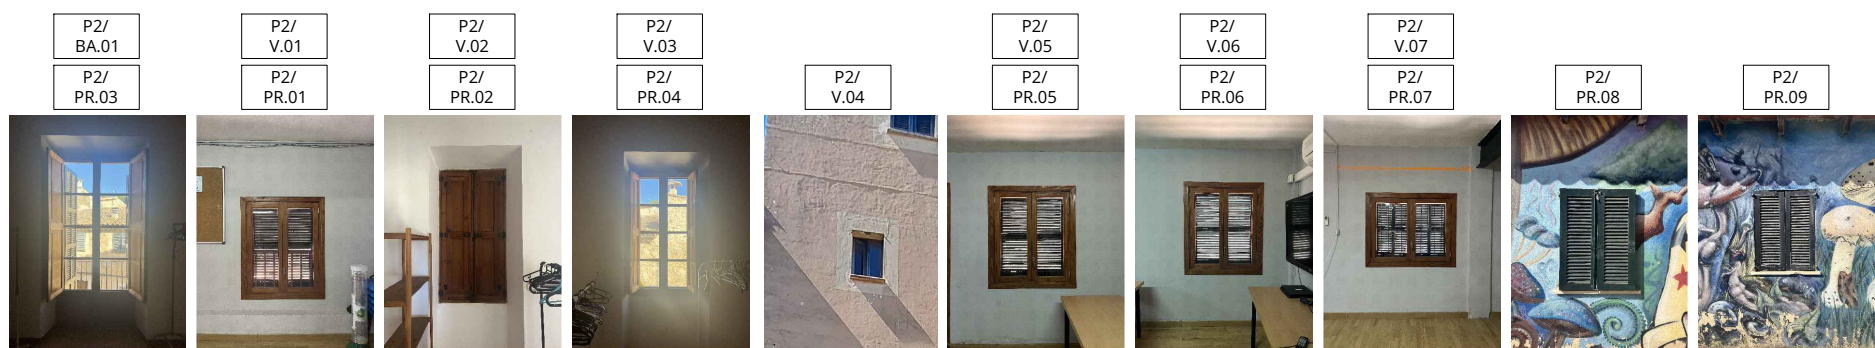 P2/
BA.01
P2/
V.01
P2/
V.02
P2/
V.03
P2/
V.05
P2/
V.06
P2/
V.07
P2/
PR.03
P2/
PR.01
P2/
PR.02
P2/
PR.04
P2/
V.04
P2/
PR.05
P2/
PR.06
P2/
PR.07
P2/
PR.08
P2/
PR.09